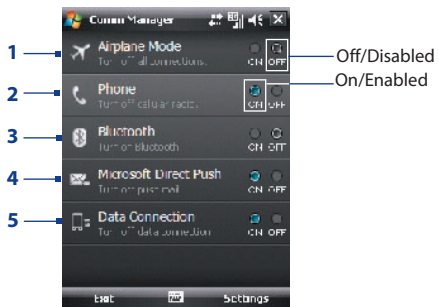 Comm Manager
1
Airplane Mode
Turn off all connections.
ON OFF
Off/Disabled
On/Enabled
2
Phone
Turn off cellular radio.
ON OFF
3
Bluetooth
Turn on Bluetooth
ON OFF
4
Microsoft Direct Push
Turn off push mail
ON OFF
5
Data Connection
Turn off data connection
ON OFF
Exit
Settings